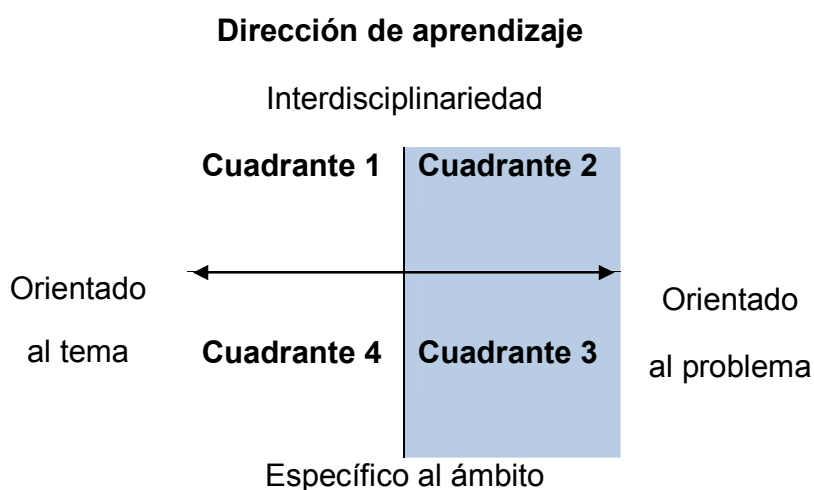 Dirección de aprendizaje
Interdisciplinariedad
Cuadrante 1
Cuadrante 2
Orientado
al tema
Orientado
al problema
Cuadrante 4
Cuadrante 3
Específico al ámbito